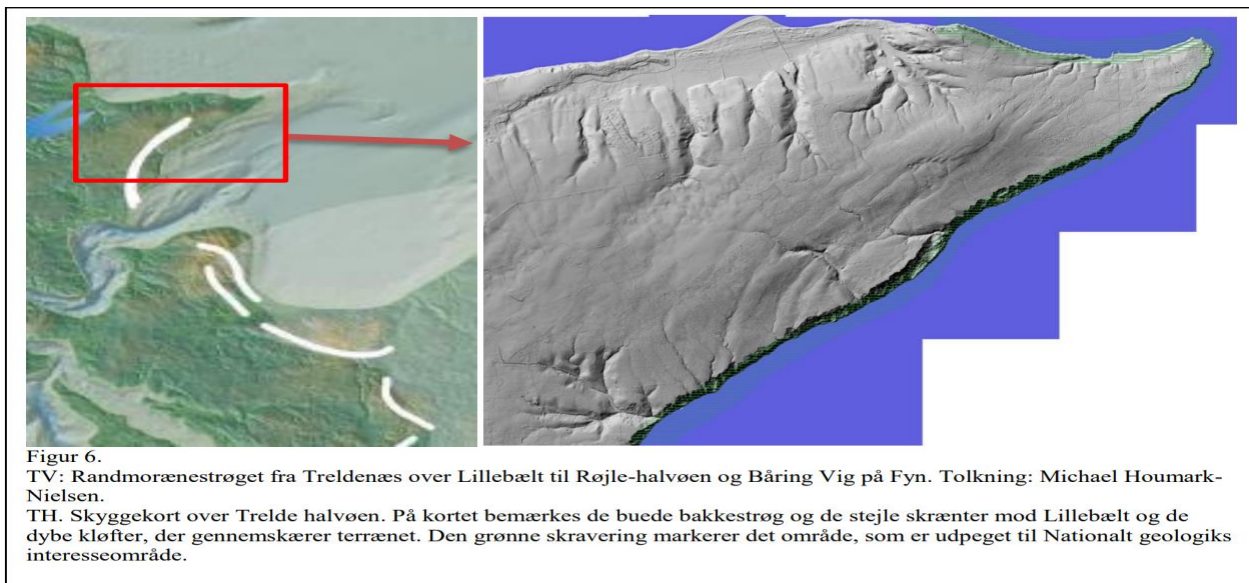 Figur 6.
TV: Randmorænestrøget fra Treldenæs over Lillebælt til Røjle-halvøen og Båring Vig på Fyn. Tolkning: Michael Houmark-
Nielsen.
TH. Skyggekort over Trelde halvøen. På kortet bemærkes de buede bakkestrøg og de stejle skrænter mod Lillebælt og de
dybe kløfter, der gennemskærer terrænet. Den grønne skravering markerer det område, som er udpeget til Nationalt geologiks
interesseområde.